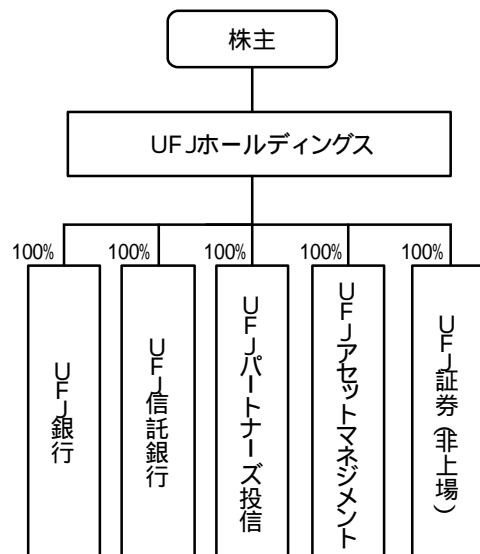 株主
UFJホールディングス
100%
100%
100%
100%
100%
UFJ銀行
UFJ信託銀行
UFJパートナーズ投信
UFJアセットマネジメント
UFJ証券(非上場)